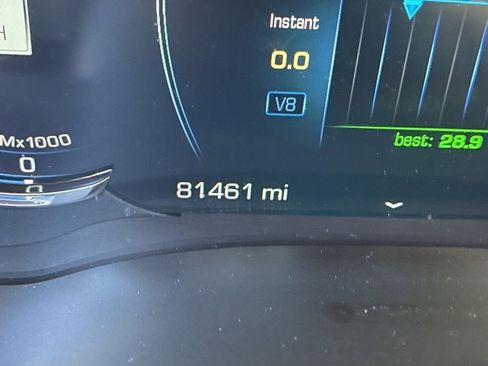 H
Instant
0.0
V8
best: 28.9
Mx1000
0
81461 mi